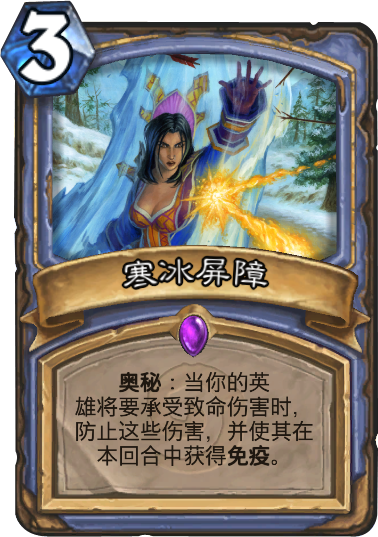 3
寒冰屏障
奥秘：当你的英
雄将要承受致命伤害时，
防止这些伤害，并使其在
本回合中获得免疫。